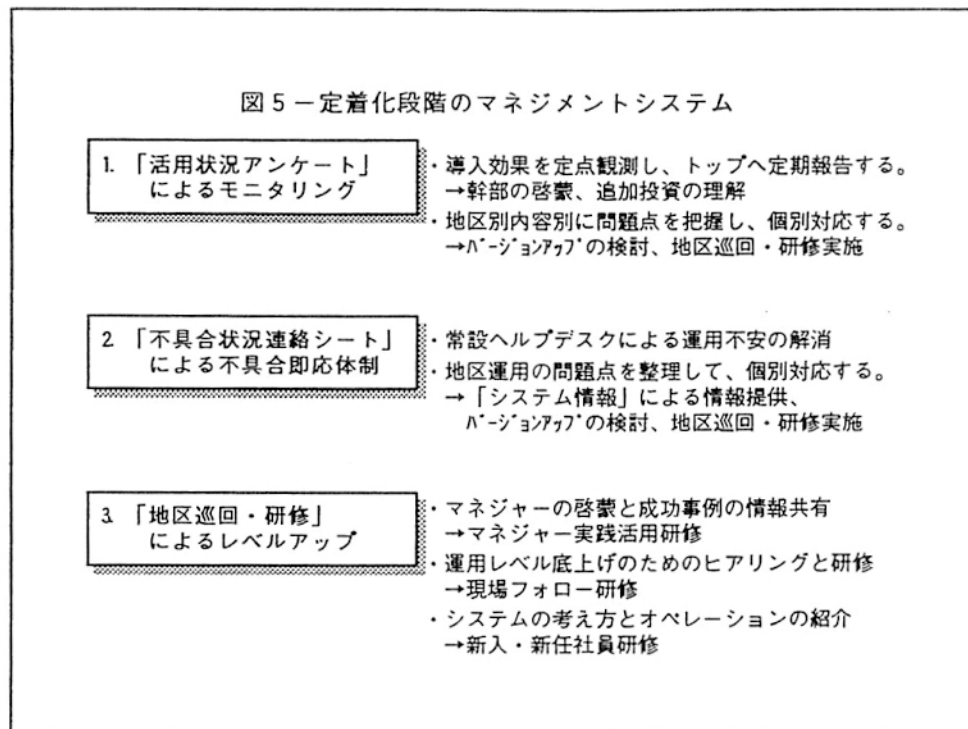 図5－定着化段階のマネジメントシステム
1. 「活用状況アンケート」
によるモニタリング
・導入効果を定点観測し、トップへ定期報告する。
→幹部の啓蒙、追加投資の理解
・地区別内容別に問題点を把握し、個別対応する。
→ﾊﾞｰｼﾞｮﾝｱｯﾌﾟの検討、地区巡回・研修実施
2. 「不具合状況連絡シート」
による不具合即応体制
・常設ヘルプデスクによる運用不安の解消
・地区運用の問題点を整理して、個別対応する。
→「システム情報」による情報提供、
ﾊﾞｰｼﾞｮﾝｱｯﾌﾟの検討、地区巡回・研修実施
3. 「地区巡回・研修」
によるレベルアップ
・マネジャーの啓蒙と成功事例の情報共有
→マネジャー実践活用研修
・運用レベル底上げのためのヒアリングと研修
→現場フォロー研修
・システムの考え方とオペレーションの紹介
→新入・新任社員研修